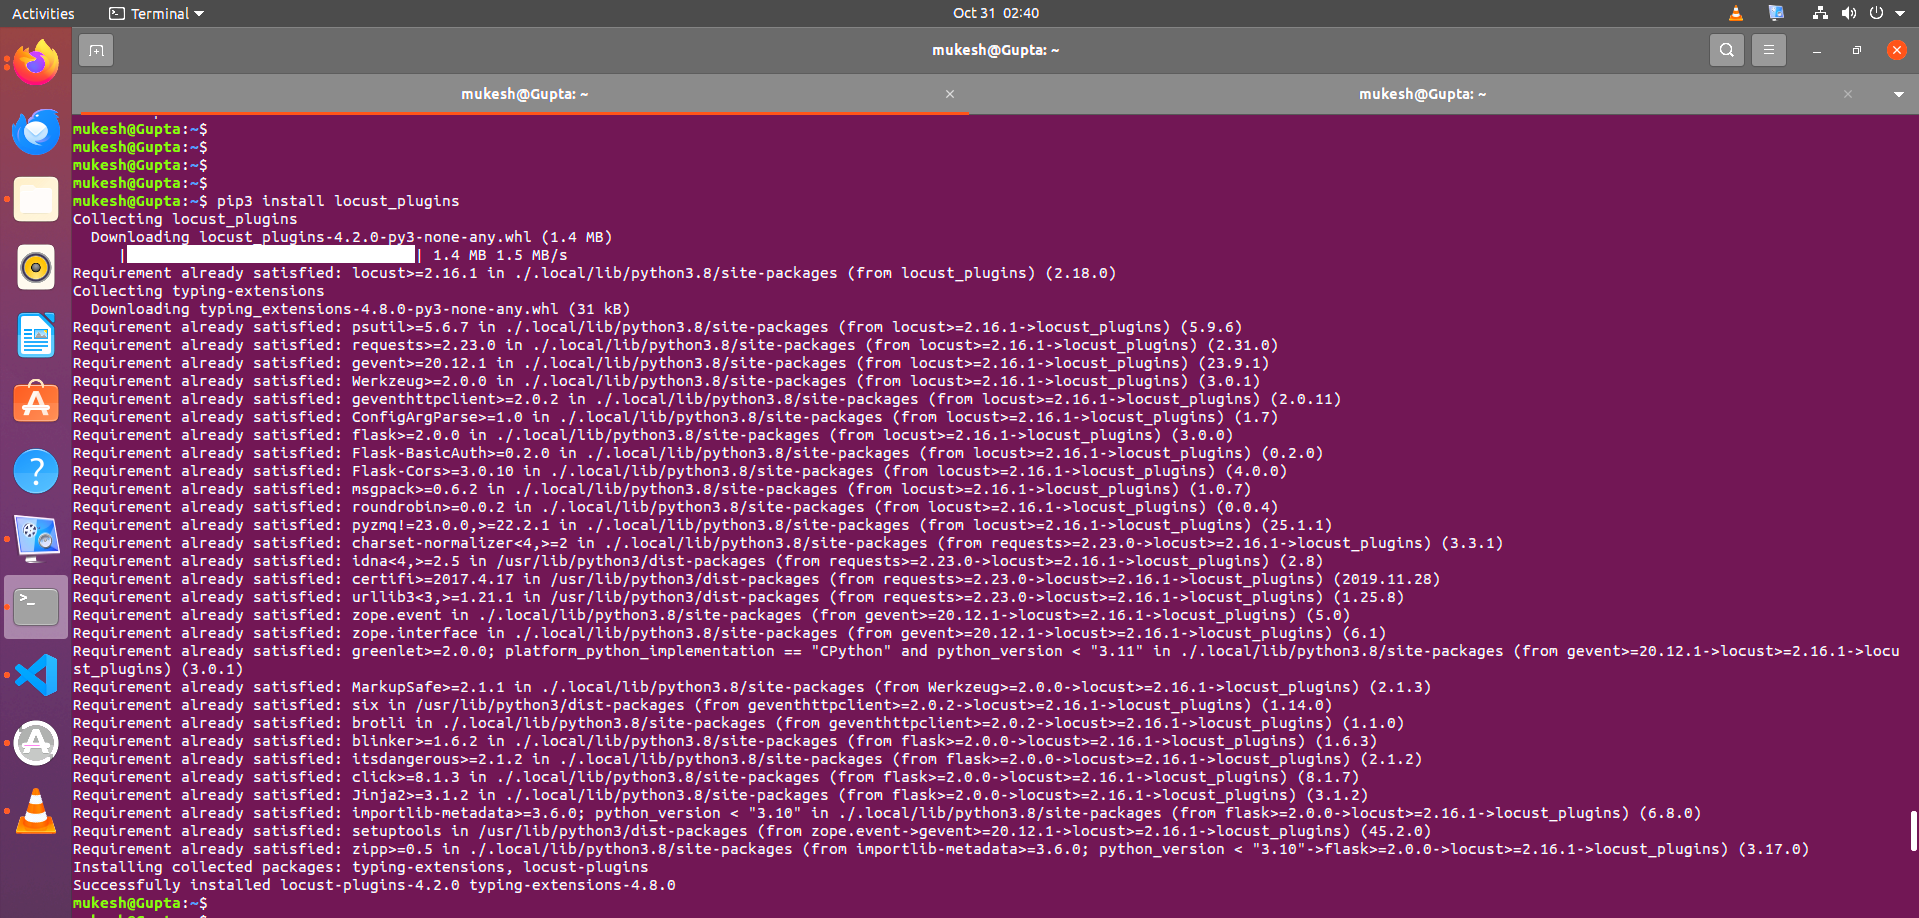 Activities
Terminal
Oct 31 02:40
mukesh@Gupta: ~
mukesh@Gupta: ~
mukesh@Gupta: ~
mukesh@Gupta:~$
mukesh@Gupta:~$
mukesh@Gupta:~$
mukesh@Gupta:~$
mukesh@Gupta:~$ pip3 install locust_plugins
Collecting locust_plugins
Downloading locust_plugins-4.2.0-py3-none-any.whl (1.4 MB)
| | 1.4 MB 1.5 MB/s
Requirement already satisfied: locust>=2.16.1 in ./.local/lib/python3.8/site-packages (from locust_plugins) (2.18.0)
Collecting typing-extensions
Downloading typing_extensions-4.8.0-py3-none-any.whl (31 kB)
Requirement already satisfied: psutil>=5.6.7 in ./.local/lib/python3.8/site-packages (from locust>=2.16.1->locust_plugins) (5.9.6)
Requirement already satisfied: requests>=2.23.0 in ./.local/lib/python3.8/site-packages (from locust>=2.16.1->locust_plugins) (2.31.0)
Requirement already satisfied: gevent>=20.12.1 in ./.local/lib/python3.8/site-packages (from locust>=2.16.1->locust_plugins) (23.9.1)
Requirement already satisfied: Werkzeug>=2.0.0 in ./.local/lib/python3.8/site-packages (from locust>=2.16.1->locust_plugins) (3.0.1)
Requirement already satisfied: geventhttpclient>=2.0.2 in ./.local/lib/python3.8/site-packages (from locust>=2.16.1->locust_plugins) (2.0.11)
Requirement already satisfied: ConfigArgParse>=1.0 in ./.local/lib/python3.8/site-packages (from locust>=2.16.1->locust_plugins) (1.7)
Requirement already satisfied: flask>=2.0.0 in ./.local/lib/python3.8/site-packages (from locust>=2.16.1->locust_plugins) (3.0.0)
Requirement already satisfied: Flask-BasicAuth>=0.2.0 in ./.local/lib/python3.8/site-packages (from locust>=2.16.1->locust_plugins) (0.2.0)
Requirement already satisfied: Flask-Cors>=3.0.10 in ./.local/lib/python3.8/site-packages (from locust>=2.16.1->locust_plugins) (4.0.0)
Requirement already satisfied: msgpack>=0.6.2 in ./.local/lib/python3.8/site-packages (from locust>=2.16.1->locust_plugins) (1.0.7)
Requirement already satisfied: roundrobin>=0.0.2 in ./.local/lib/python3.8/site-packages (from locust>=2.16.1->locust_plugins) (0.0.4)
Requirement already satisfied: pyzmq!=23.0.0,>=22.2.1 in ./.local/lib/python3.8/site-packages (from locust>=2.16.1->locust_plugins) (25.1.1)
Requirement already satisfied: charset-normalizer<4,>=2 in ./.local/lib/python3.8/site-packages (from requests>=2.23.0->locust>=2.16.1->locust_plugins) (3.3.1)
Requirement already satisfied: idna<4,>=2.5 in /usr/lib/python3/dist-packages (from requests>=2.23.0->locust>=2.16.1->locust_plugins) (2.8)
Requirement already satisfied: certifi>=2017.4.17 in /usr/lib/python3/dist-packages (from requests>=2.23.0->locust>=2.16.1->locust_plugins) (2019.11.28)
Requirement already satisfied: urllib3<3,>=1.21.1 in /usr/lib/python3/dist-packages (from requests>=2.23.0->locust>=2.16.1->locust_plugins) (1.25.8)
Requirement already satisfied: zope.event in ./.local/lib/python3.8/site-packages (from gevent>=20.12.1->locust>=2.16.1->locust_plugins) (5.0)
Requirement already satisfied: zope.interface in ./.local/lib/python3.8/site-packages (from gevent>=20.12.1->locust>=2.16.1->locust_plugins) (6.1)
Requirement already satisfied: greenlet>=2.0.0; platform_python_implementation == "CPython" and python_version < "3.11" in ./.local/lib/python3.8/site-packages (from gevent>=20.12.1->locust>=2.16.1->locu
st_plugins) (3.0.1)
Requirement already satisfied: MarkupSafe>=2.1.1 in ./.local/lib/python3.8/site-packages (from Werkzeug>=2.0.0->locust>=2.16.1->locust_plugins) (2.1.3)
Requirement already satisfied: six in /usr/lib/python3/dist-packages (from geventhttpclient>=2.0.2->locust>=2.16.1->locust_plugins) (1.14.0)
Requirement already satisfied: brotli in ./.local/lib/python3.8/site-packages (from geventhttpclient>=2.0.2->locust>=2.16.1->locust_plugins) (1.1.0)
Requirement already satisfied: blinker>=1.6.2 in ./.local/lib/python3.8/site-packages (from flask>=2.0.0->locust>=2.16.1->locust_plugins) (1.6.3)
Requirement already satisfied: itsdangerous>=2.1.2 in ./.local/lib/python3.8/site-packages (from flask>=2.0.0->locust>=2.16.1->locust_plugins) (2.1.2)
Requirement already satisfied: click>=8.1.3 in ./.local/lib/python3.8/site-packages (from flask>=2.0.0->locust>=2.16.1->locust_plugins) (8.1.7)
Requirement already satisfied: Jinja2>=3.1.2 in ./.local/lib/python3.8/site-packages (from flask>=2.0.0->locust>=2.16.1->locust_plugins) (3.1.2)
Requirement already satisfied: importlib-metadata>=3.6.0; python_version < "3.10" in ./.local/lib/python3.8/site-packages (from flask>=2.0.0->locust>=2.16.1->locust_plugins) (6.8.0)
Requirement already satisfied: setuptools in /usr/lib/python3/dist-packages (from zope.event->gevent>=20.12.1->locust>=2.16.1->locust_plugins) (45.2.0)
Requirement already satisfied: zipp>=0.5 in ./.local/lib/python3.8/site-packages (from importlib-metadata>=3.6.0; python_version < "3.10"->flask>=2.0.0->locust>=2.16.1->locust_plugins) (3.17.0)
Installing collected packages: typing-extensions, locust-plugins
Successfully installed locust-plugins-4.2.0 typing-extensions-4.8.0
mukesh@Gupta:~$